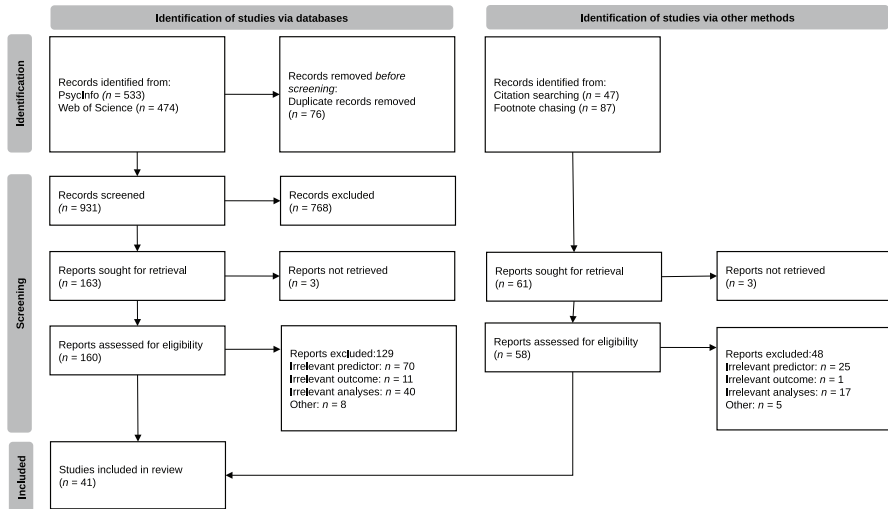 Identification of studies via databases
Identification of studies via other methods
Identification
Records identified from:
PsycInfo (n = 533)
Web of Science (n = 474)
Records removed before
screening:
Duplicate records removed
(n = 76)
Records identified from:
Citation searching (n = 47)
Footnote chasing (n = 87)
Screening
Records screened
(n = 931)
Records excluded
(n = 768)
Reports sought for retrieval
(n = 163)
Reports not retrieved
(n = 3)
Reports sought for retrieval
(n = 61)
Reports not retrieved
(n = 3)
Reports assessed for eligibility
(n = 160)
Reports excluded:129
Irrelevant predictor: n = 70
Irrelevant outcome: n = 11
Irrelevant analyses: n = 40
Other: n = 8
Reports assessed for eligibility
(n = 58)
Reports excluded:48
Irrelevant predictor: n = 25
Irrelevant outcome: n = 1
Irrelevant analyses: n = 17
Other: n = 5
Included
Studies included in review
(n = 41)